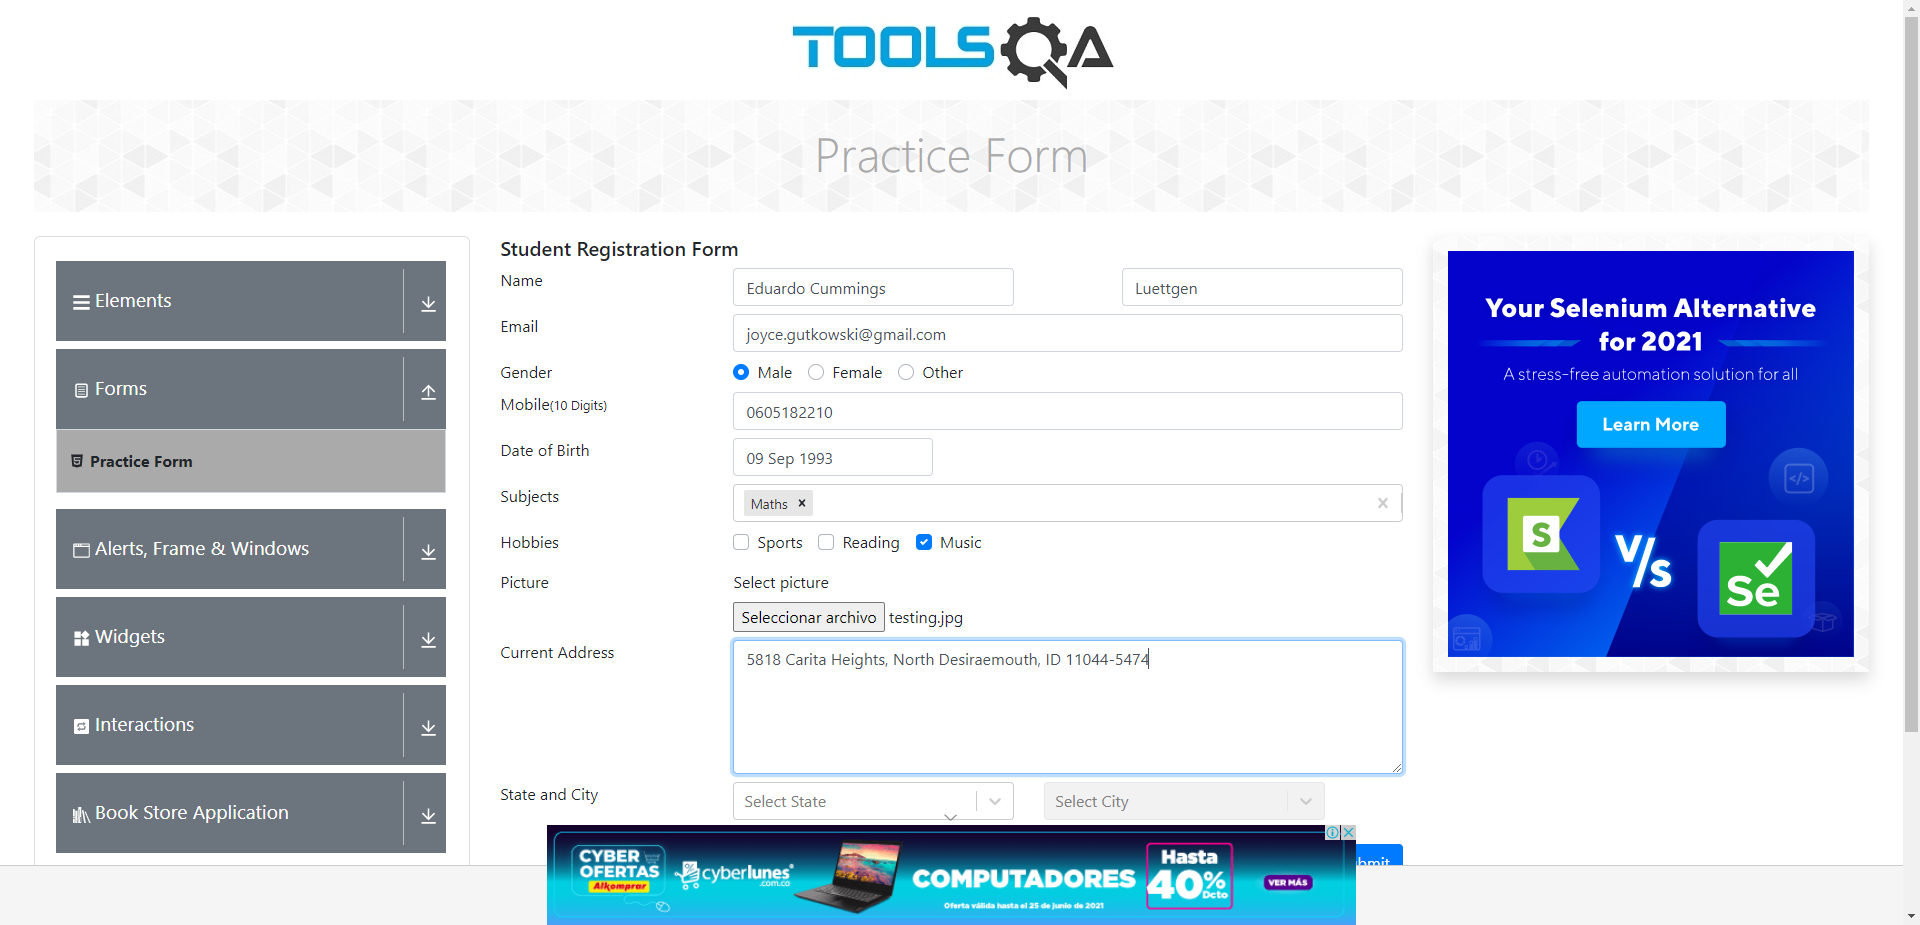 TOOLSQA
Practice Form
Elements
Forms
Practice Form
Alerts, Frame & Windows
Widgets
Interactions
Book Store Application
Student Registration Form
Name
Eduardo Cummings
Luettgen
Email
joyce.gutkowski@gmail.com
Gender
Male
Female
Other
Mobile(10 Digits)
0605182210
Date of Birth
09 Sep 1993
Subjects
Maths
Hobbies
Sports
Reading
Music
Picture
Select picture
Seleccionar archivo testing.jpg
Current Address
5818 Carita Heights, North Desiraemouth, ID 11044-5474
State and City
Select State
Select City
Your Selenium Alternative
for 2021
A stress-free automation solution for all
Learn More
S
V/s
Se
CYBER
OFERTAS
Alkomprar
cyberlunes
.com.co
COMPUTADORES
Oferta válida hasta el 25 de junio de 2021
Hasta
40%
Dcto
VER MÁS